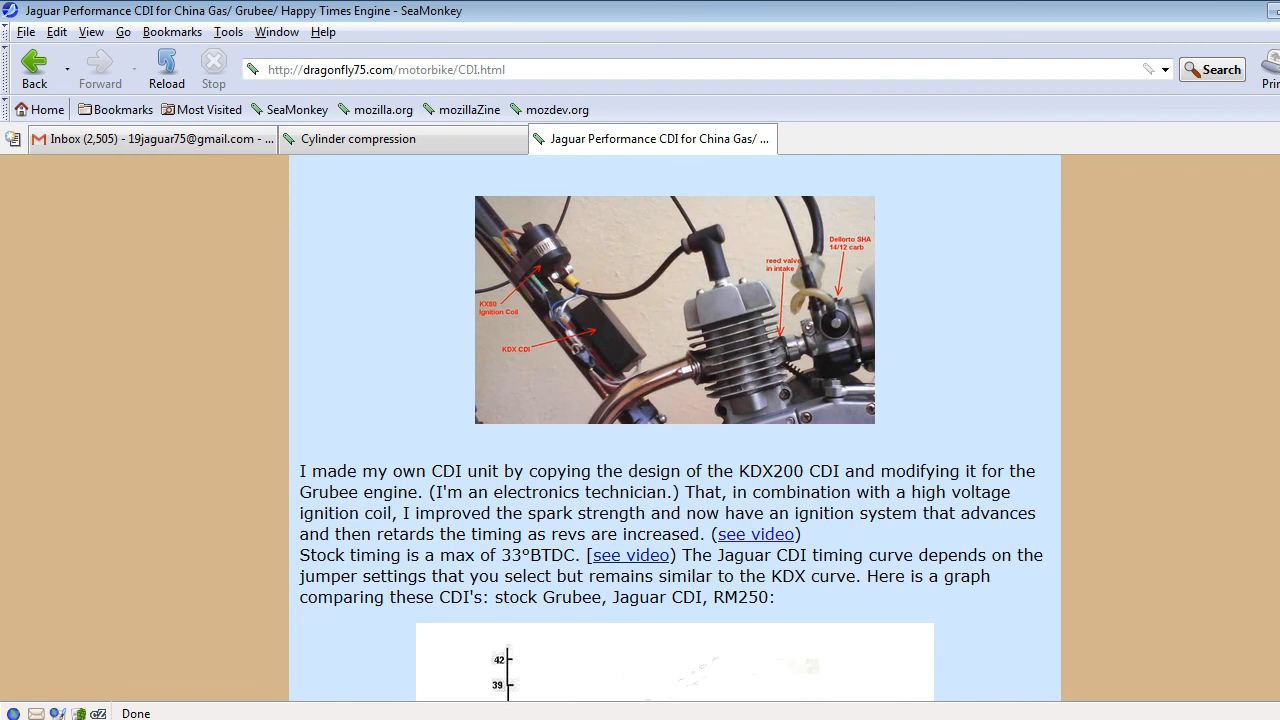 Jaguar Performance CDI for China Gas/ Grubee/ Happy Times Engine - SeaMonkey
File Edit View Go Bookmarks Tools Window Help
Back Forward Reload Stop http://dragonfly75.com/motorbike/CDI.html Search Prin
Home Bookmarks Most Visited SeaMonkey mozilla.org mozillaZine mozdev.org
Inbox (2,505) - 19jaguar75@gmail.com - ... Cylinder compression Jaguar Performance CDI for China Gas/ ...
Dellorto SHA
14/12 carb
reed valve
in intake
KX80
Ignition Coil
KDX CDI
I made my own CDI unit by copying the design of the KDX200 CDI and modifying it for the
Grubee engine. (I'm an electronics technician.) That, in combination with a high voltage
ignition coil, I improved the spark strength and now have an ignition system that advances
and then retards the timing as revs are increased. (see video)
Stock timing is a max of 33°BTDC. [see video) The Jaguar CDI timing curve depends on the
jumper settings that you select but remains similar to the KDX curve. Here is a graph
comparing these CDI's: stock Grubee, Jaguar CDI, RM250:
42
39
Done